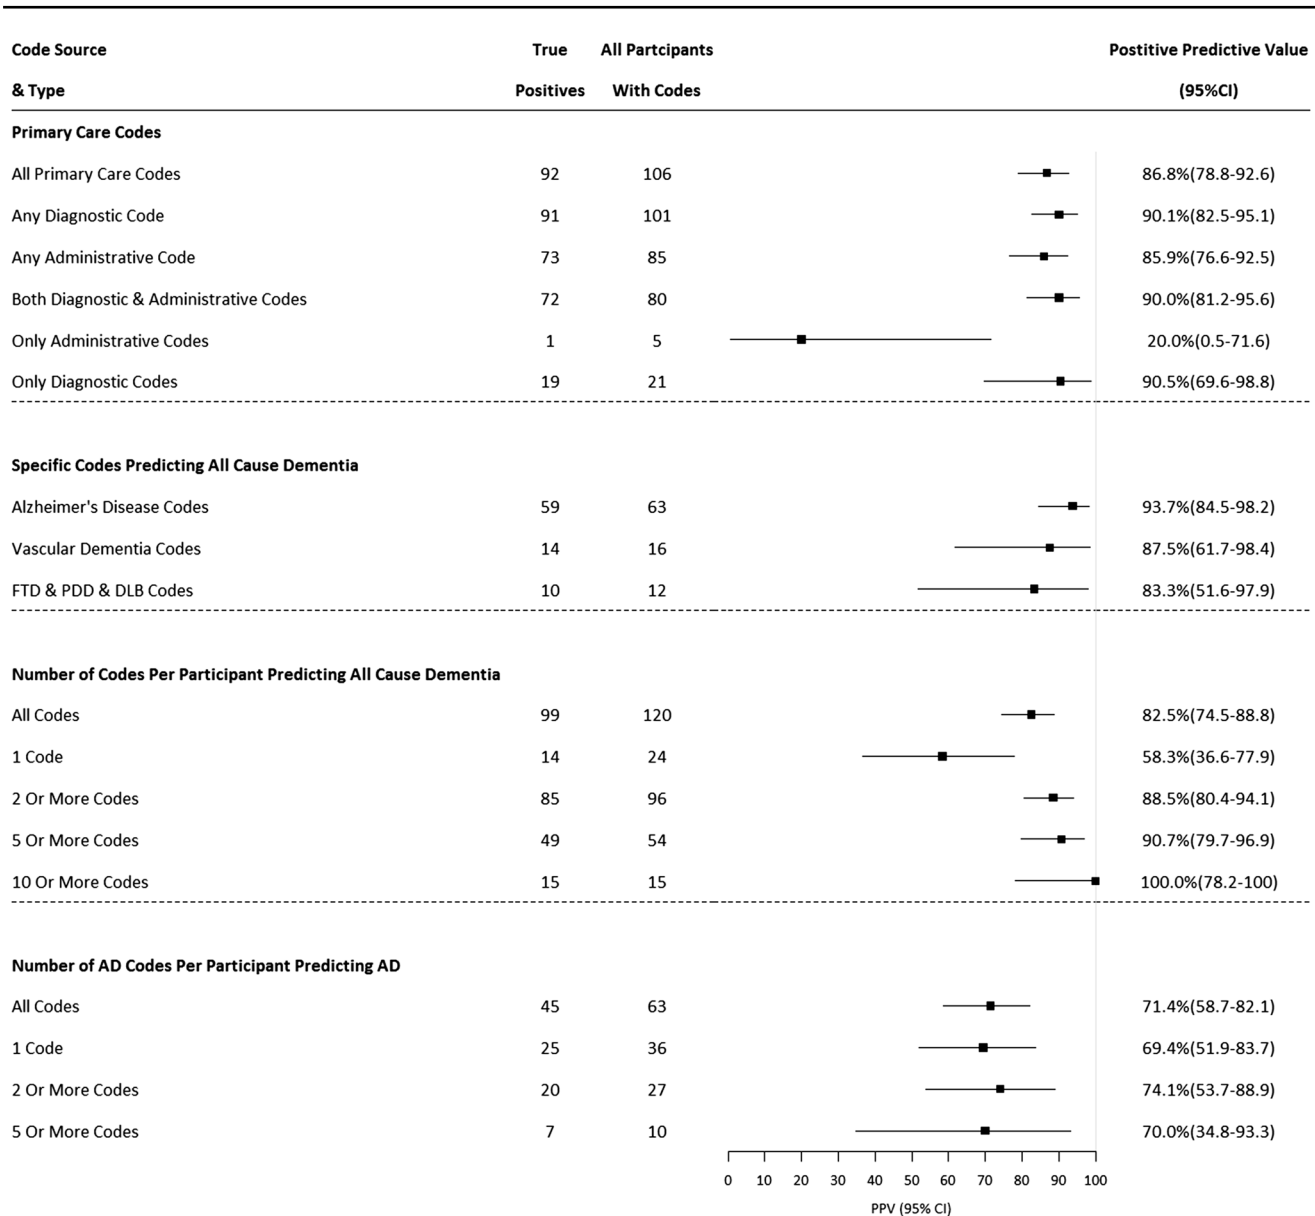 Code Source True All Partcipants Postitive Predictive Value
& Type Positives With Codes (95%CI)
Primary Care Codes
All Primary Care Codes 92 106 86.8%(78.8-92.6)
Any Diagnostic Code 91 101 90.1%(82.5-95.1)
Any Administrative Code 73 85 85.9%(76.6-92.5)
Both Diagnostic & Administrative Codes 72 80 90.0%(81.2-95.6)
Only Administrative Codes 1 5 20.0%(0.5-71.6)
Only Diagnostic Codes 19 21 90.5%(69.6-98.8)
Specific Codes Predicting All Cause Dementia
Alzheimer's Disease Codes 59 63 93.7%(84.5-98.2)
Vascular Dementia Codes 14 16 87.5%(61.7-98.4)
FTD & PDD & DLB Codes 10 12 83.3%(51.6-97.9)
Number of Codes Per Participant Predicting All Cause Dementia
All Codes 99 120 82.5%(74.5-88.8)
1 Code 14 24 58.3%(36.6-77.9)
2 Or More Codes 85 96 88.5%(80.4-94.1)
5 Or More Codes 49 54 90.7%(79.7-96.9)
10 Or More Codes 15 15 100.0%(78.2-100)
Number of AD Codes Per Participant Predicting AD
All Codes 45 63 71.4%(58.7-82.1)
1 Code 25 36 69.4%(51.9-83.7)
2 Or More Codes 20 27 74.1%(53.7-88.9)
5 Or More Codes 7 10 70.0%(34.8-93.3)
0 10 20 30 40 50 60 70 80 90 100
PPV (95% CI)